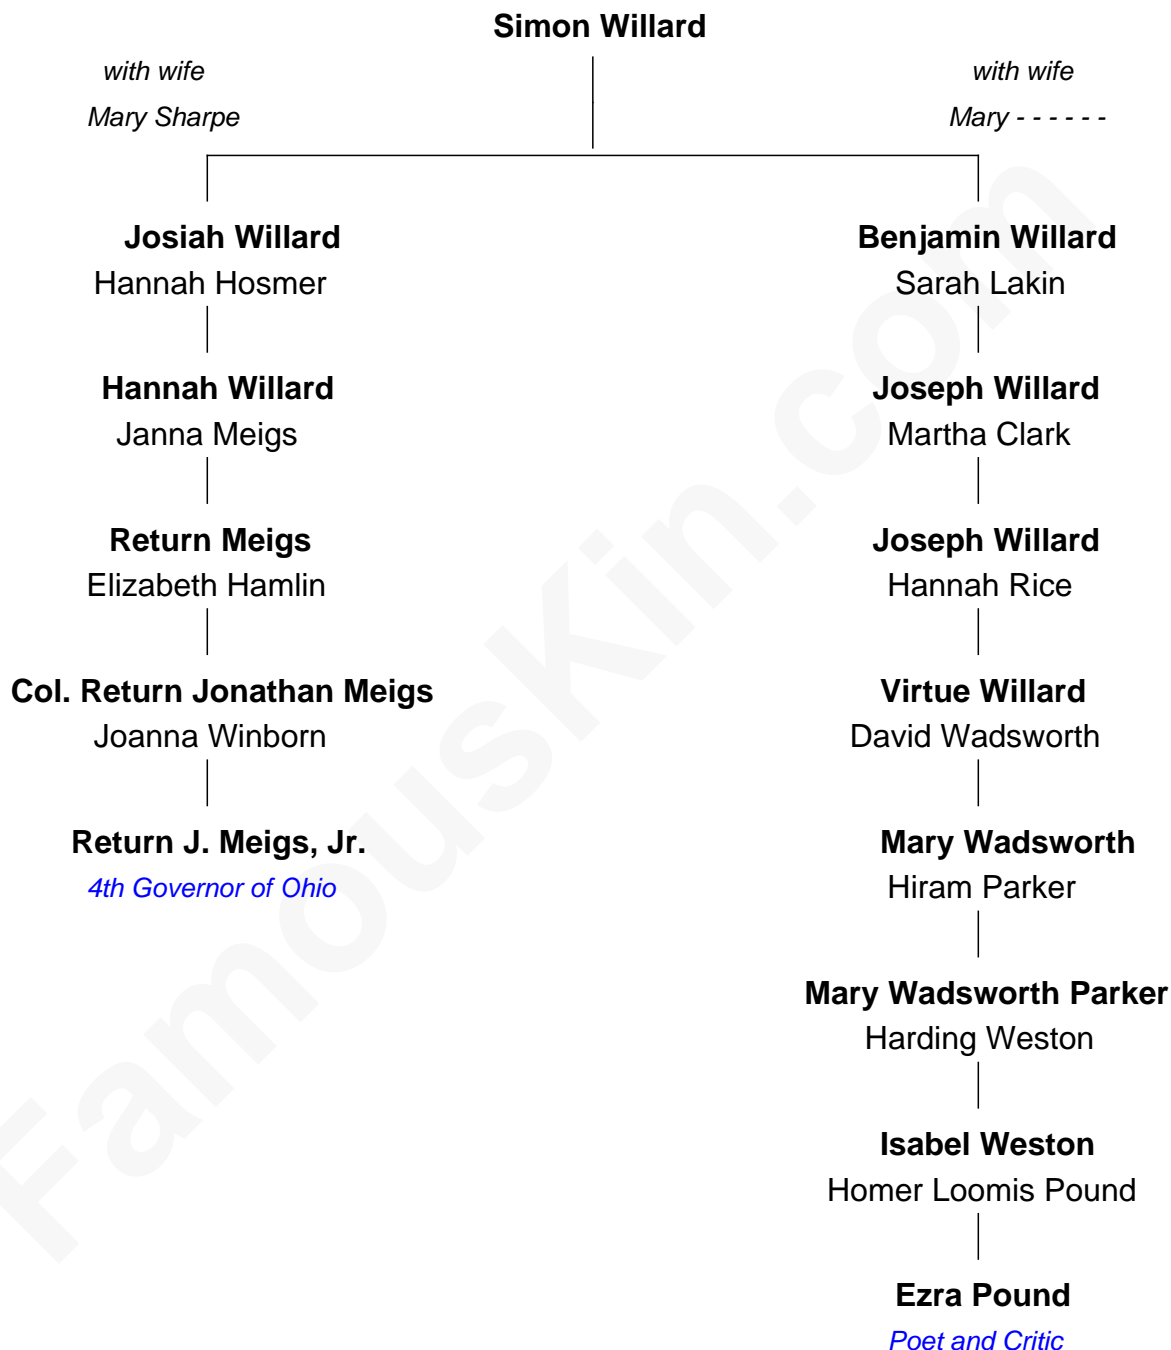 Simon Willard
with wife
Mary Sharpe
with wife
Mary - - - - - -
Josiah Willard
Hannah Hosmer
Hannah Willard
Janna Meigs
Return Meigs
Elizabeth Hamlin
Col. Return Jonathan Meigs
Joanna Winborn
Return J. Meigs, Jr.
4th Governor of Ohio
Benjamin Willard
Sarah Lakin
Joseph Willard
Martha Clark
Joseph Willard
Hannah Rice
Virtue Willard
David Wadsworth
Mary Wadsworth
Hiram Parker
Mary Wadsworth Parker
Harding Weston
Isabel Weston
Homer Loomis Pound
Ezra Pound
Poet and Critic
FamousKin.com